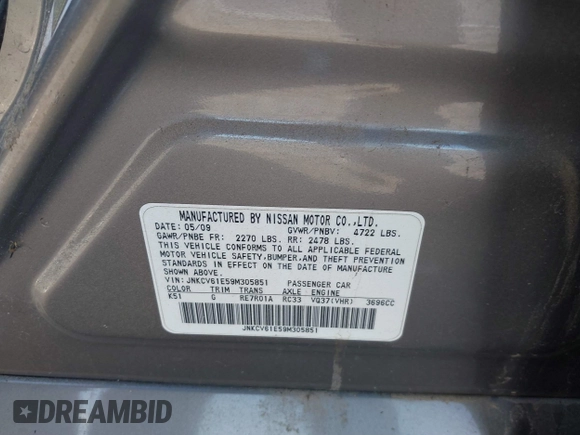 MANUFACTURED BY NISSAN MOTOR CO.,LTD.
DATE: 05/09 GVWR/PNBV: 4722 LBS.
GAWR/PNBE FR: 2270 LBS. RR: 2478 LBS.
THIS VEHICLE CONFORMS TO ALL APPLICABLE FEDERAL
MOTOR VEHICLE SAFETY,BUMPER,AND THEFT PREVENTION
STANDARDS IN EFFECT ON THE DATE OF MANUFACTURE
SHOWN ABOVE.
VIN: JNKCV61E59M305851 PASSENGER CAR
COLOR TRIM TRANS AXLE ENGINE
K51 G RE7R01A RC33 VQ37(VHR) 3696CC
JNKCV61E59M305851
DREAMBID